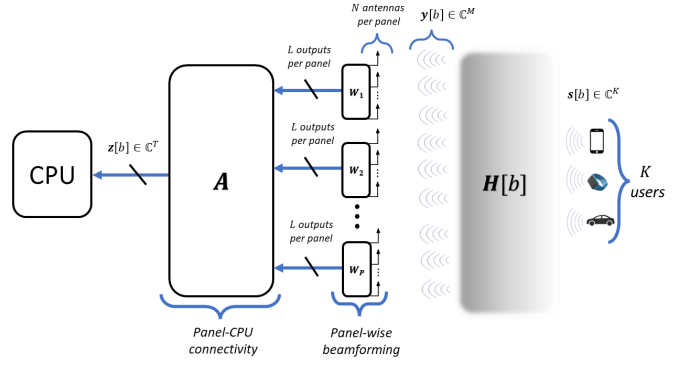 N antennas
per panel
y[b] ∈ ℂ^M
L outputs
per panel
W_1
s[b] ∈ ℂ^K
z[b] ∈ ℂ^T
CPU
A
L outputs
per panel
W_2
H[b]
K
users
L outputs
per panel
W_P
Panel-CPU
connectivity
Panel-wise
beamforming